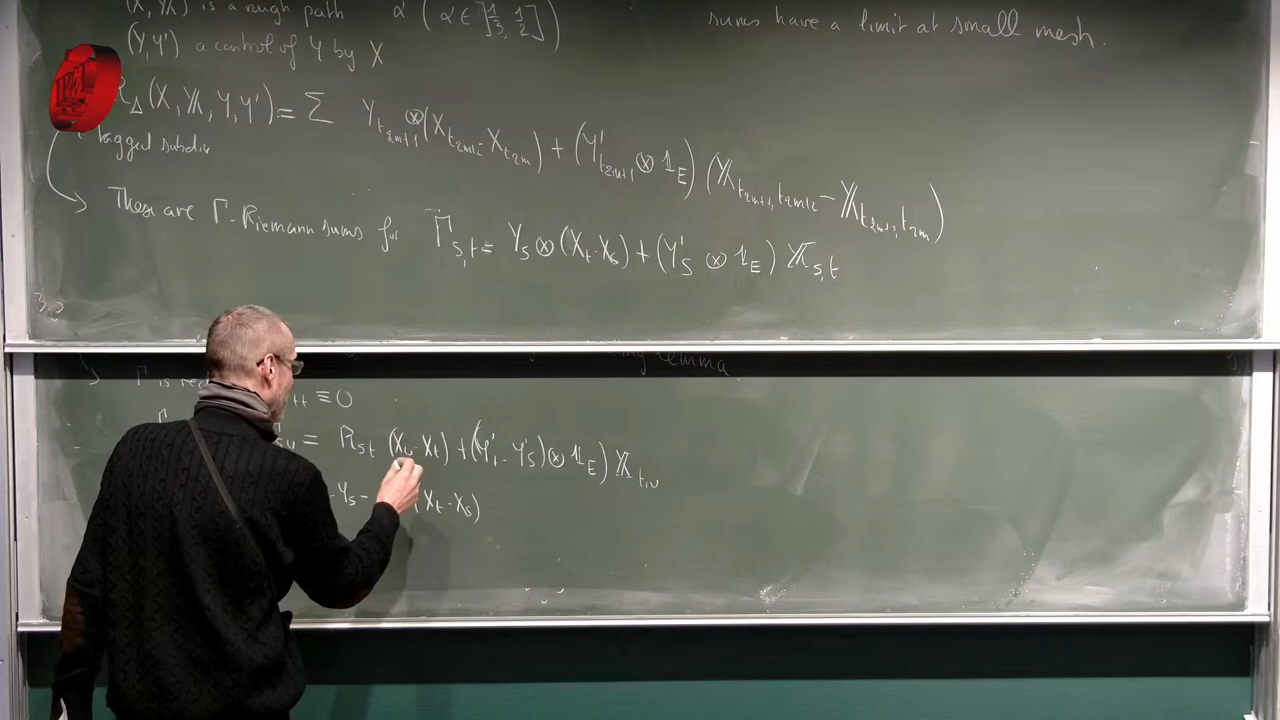 (X, 𝕏) is a rough path α (α ∈ ]1/3, 1/2])
(Y, Y') a control of Y by X
sums have a limit at small mesh.
R_Δ(X, 𝕏, Y, Y') := Σ Y_{t_{2m+1}} ⊗ (X_{t_{2m+2}} - X_{t_{2m}}) + (Y'_{t_{2m+1}} ⊗ 1_E) (𝕏_{t_{2m+1}, t_{2m+2}} - 𝕏_{t_{2m+1}, t_{2m}})
tagged subdiv
These are Γ-Riemann sums for Γ_{s,t} = Y_s ⊗ (X_t - X_s) + (Y'_s ⊗ 1_E) 𝕏_{s,t}
lemma
Γ is ≡ 0
= R_{st} (X_u - X_t) + ((Y'_t - Y'_s) ⊗ 1_E) 𝕏_{t,u}
- Y_s - (X_t - X_s)